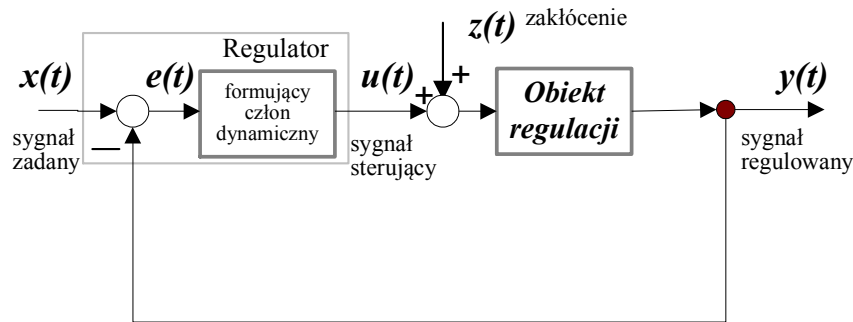 z(t) zakłócenie
Regulator
x(t)
e(t)
formujący
człon
dynamiczny
u(t)
+
+
Obiekt
regulacji
y(t)
sygnał
zadany
−
sygnał
sterujący
sygnał
regulowany